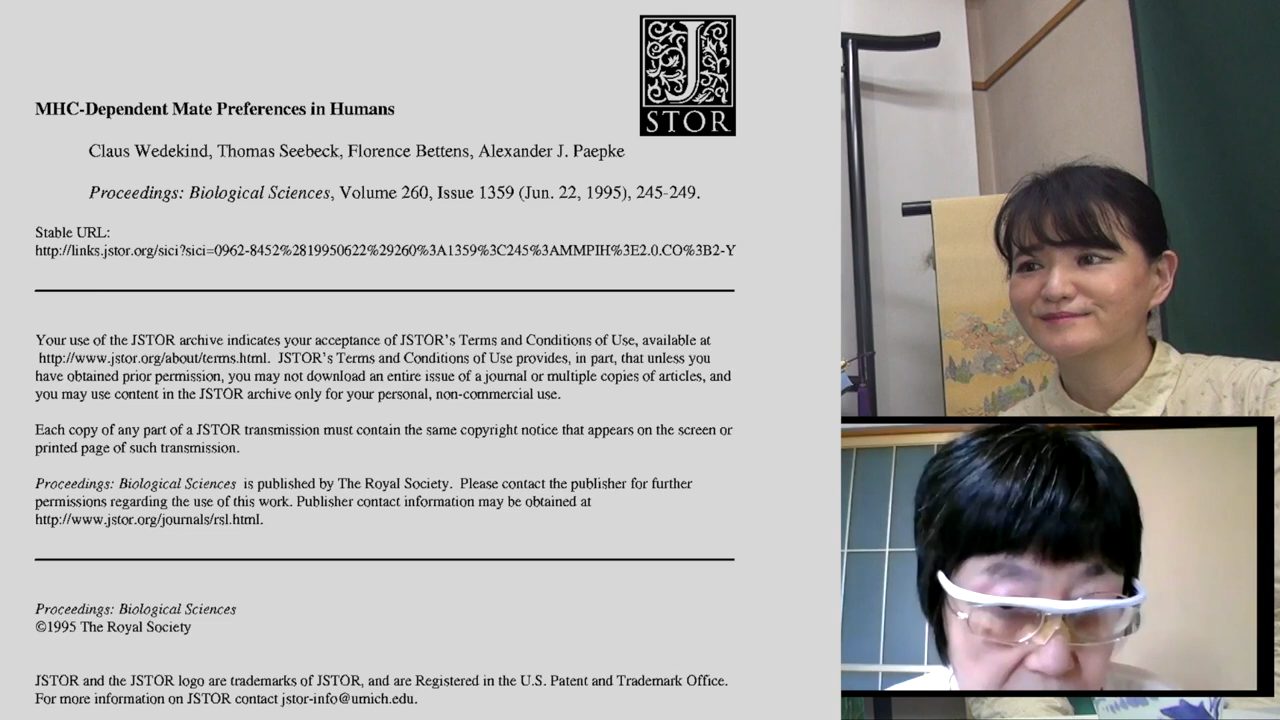 J
STOR
MHC-Dependent Mate Preferences in Humans
Claus Wedekind, Thomas Seebeck, Florence Bettens, Alexander J. Paepke
Proceedings: Biological Sciences, Volume 260, Issue 1359 (Jun. 22, 1995), 245-249.
Stable URL:
http://links.jstor.org/sici?sici=0962-8452%2819950622%29260%3A1359%3C245%3AMMPIH%3E2.0.CO%3B2-Y
Your use of the JSTOR archive indicates your acceptance of JSTOR's Terms and Conditions of Use, available at
http://www.jstor.org/about/terms.html. JSTOR's Terms and Conditions of Use provides, in part, that unless you
have obtained prior permission, you may not download an entire issue of a journal or multiple copies of articles, and
you may use content in the JSTOR archive only for your personal, non-commercial use.
Each copy of any part of a JSTOR transmission must contain the same copyright notice that appears on the screen or
printed page of such transmission.
Proceedings: Biological Sciences is published by The Royal Society. Please contact the publisher for further
permissions regarding the use of this work. Publisher contact information may be obtained at
http://www.jstor.org/journals/rsl.html.
Proceedings: Biological Sciences
©1995 The Royal Society
JSTOR and the JSTOR logo are trademarks of JSTOR, and are Registered in the U.S. Patent and Trademark Office.
For more information on JSTOR contact jstor-info@umich.edu.